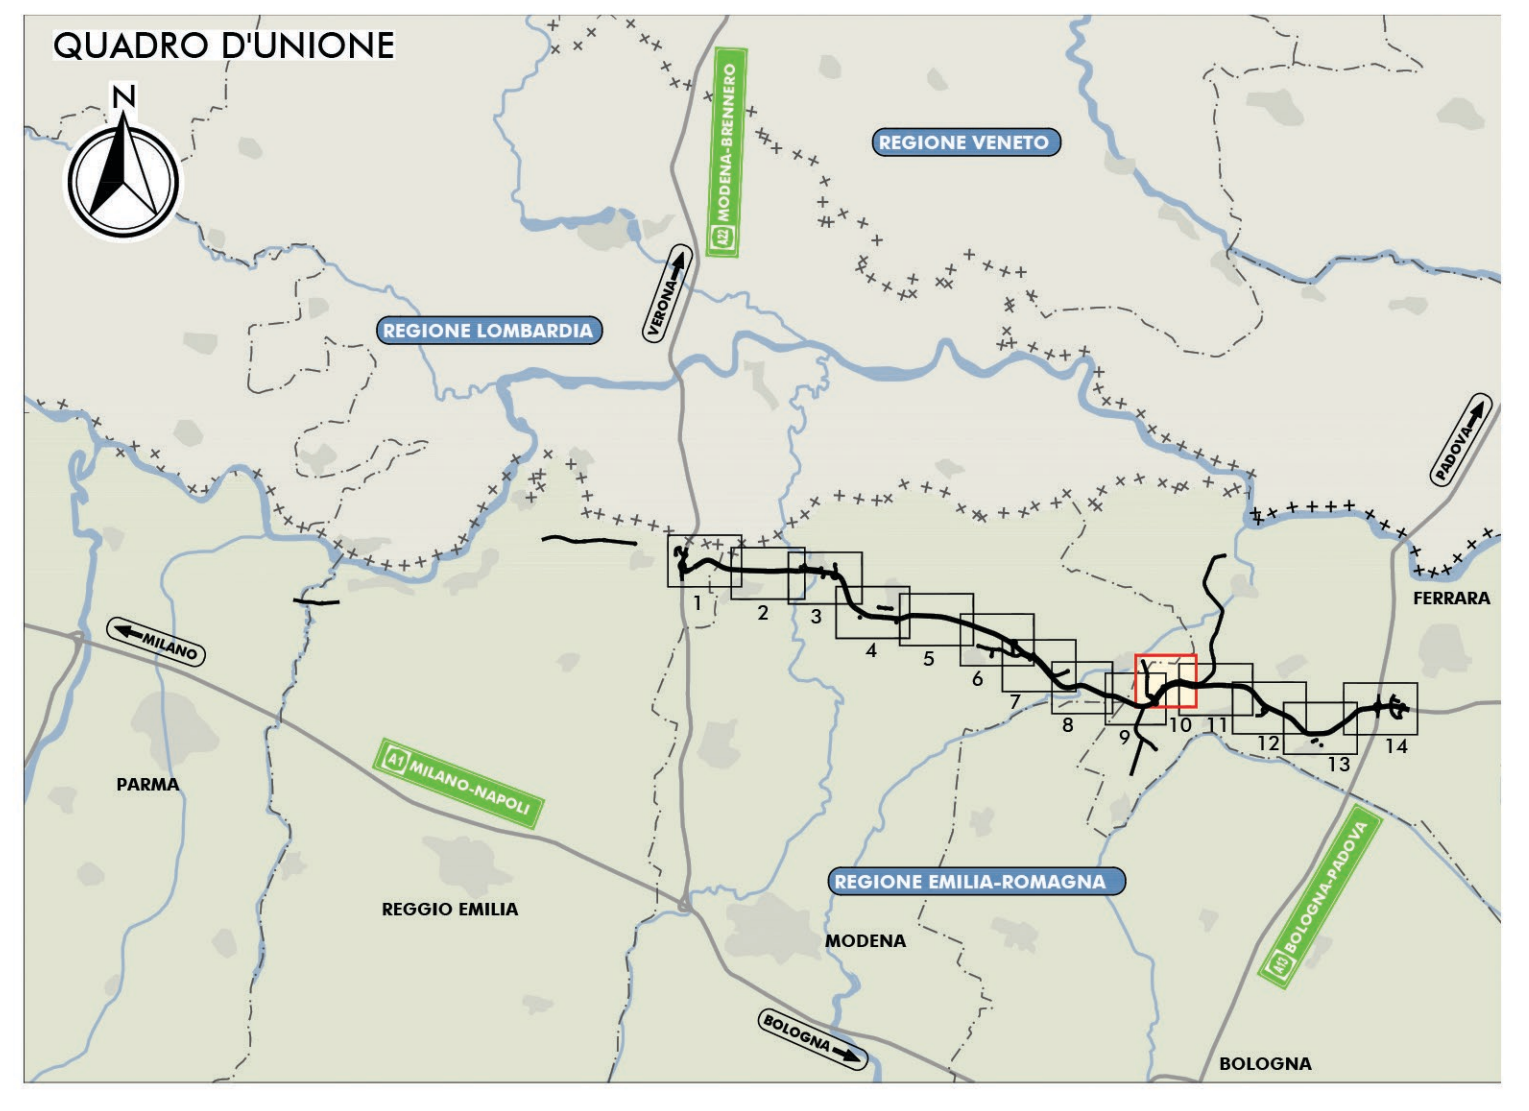 QUADRO D'UNIONE
N
A22 MODENA-BRENNERO
REGIONE VENETO
VERONA
REGIONE LOMBARDIA
PADOVA
FERRARA
MILANO
1
2
3
4
5
6
7
8
9
10
11
12
13
14
PARMA
A1 MILANO-NAPOLI
REGIONE EMILIA-ROMAGNA
REGGIO EMILIA
MODENA
A13 BOLOGNA-PADOVA
BOLOGNA
BOLOGNA